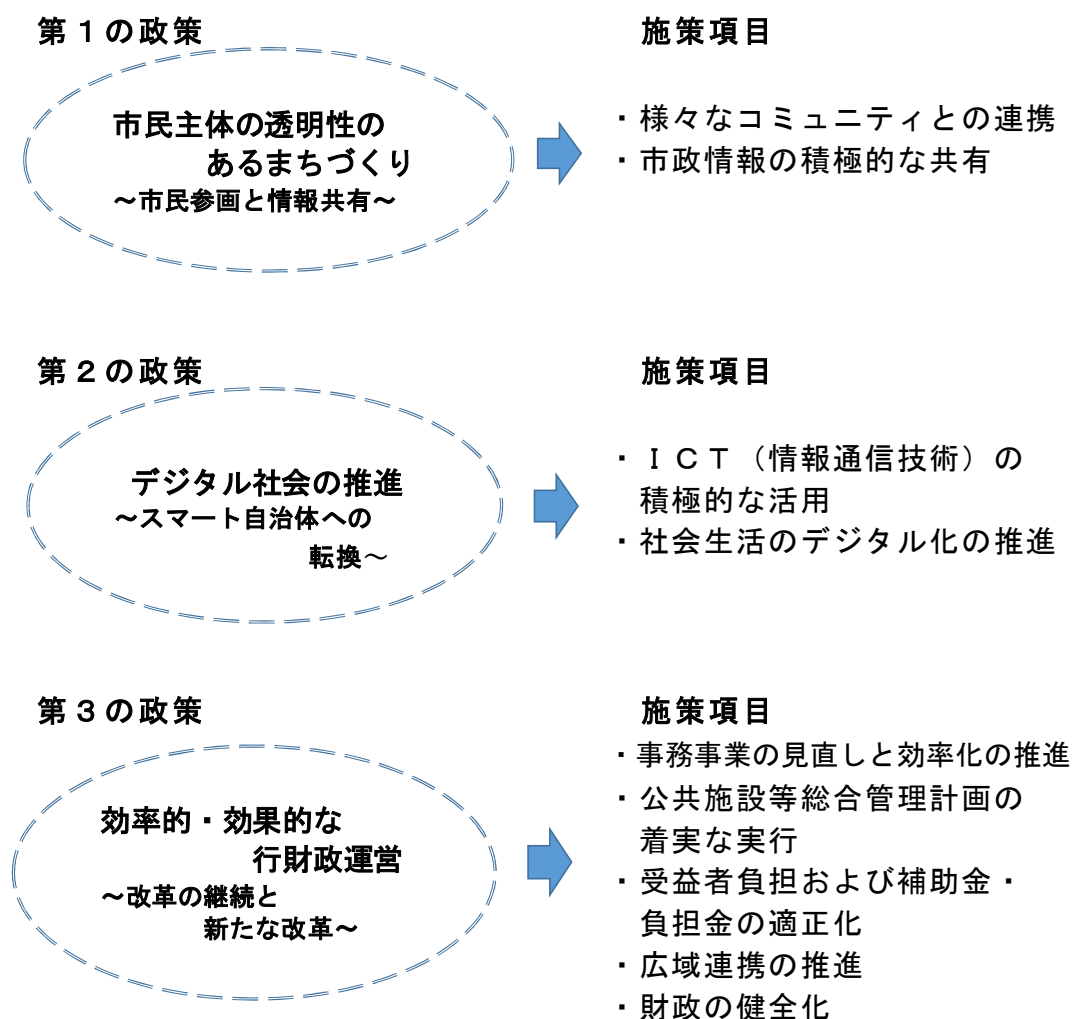 第１の政策
施策項目
市民主体の透明性の
あるまちづくり
～市民参画と情報共有～
・様々なコミュニティとの連携
・市政情報の積極的な共有
第２の政策
施策項目
デジタル社会の推進
～スマート自治体への
転換～
・ＩＣＴ（情報通信技術）の
積極的な活用
・社会生活のデジタル化の推進
第３の政策
施策項目
効率的・効果的な
行財政運営
～改革の継続と
新たな改革～
・事務事業の見直しと効率化の推進
・公共施設等総合管理計画の
着実な実行
・受益者負担および補助金・
負担金の適正化
・広域連携の推進
・財政の健全化